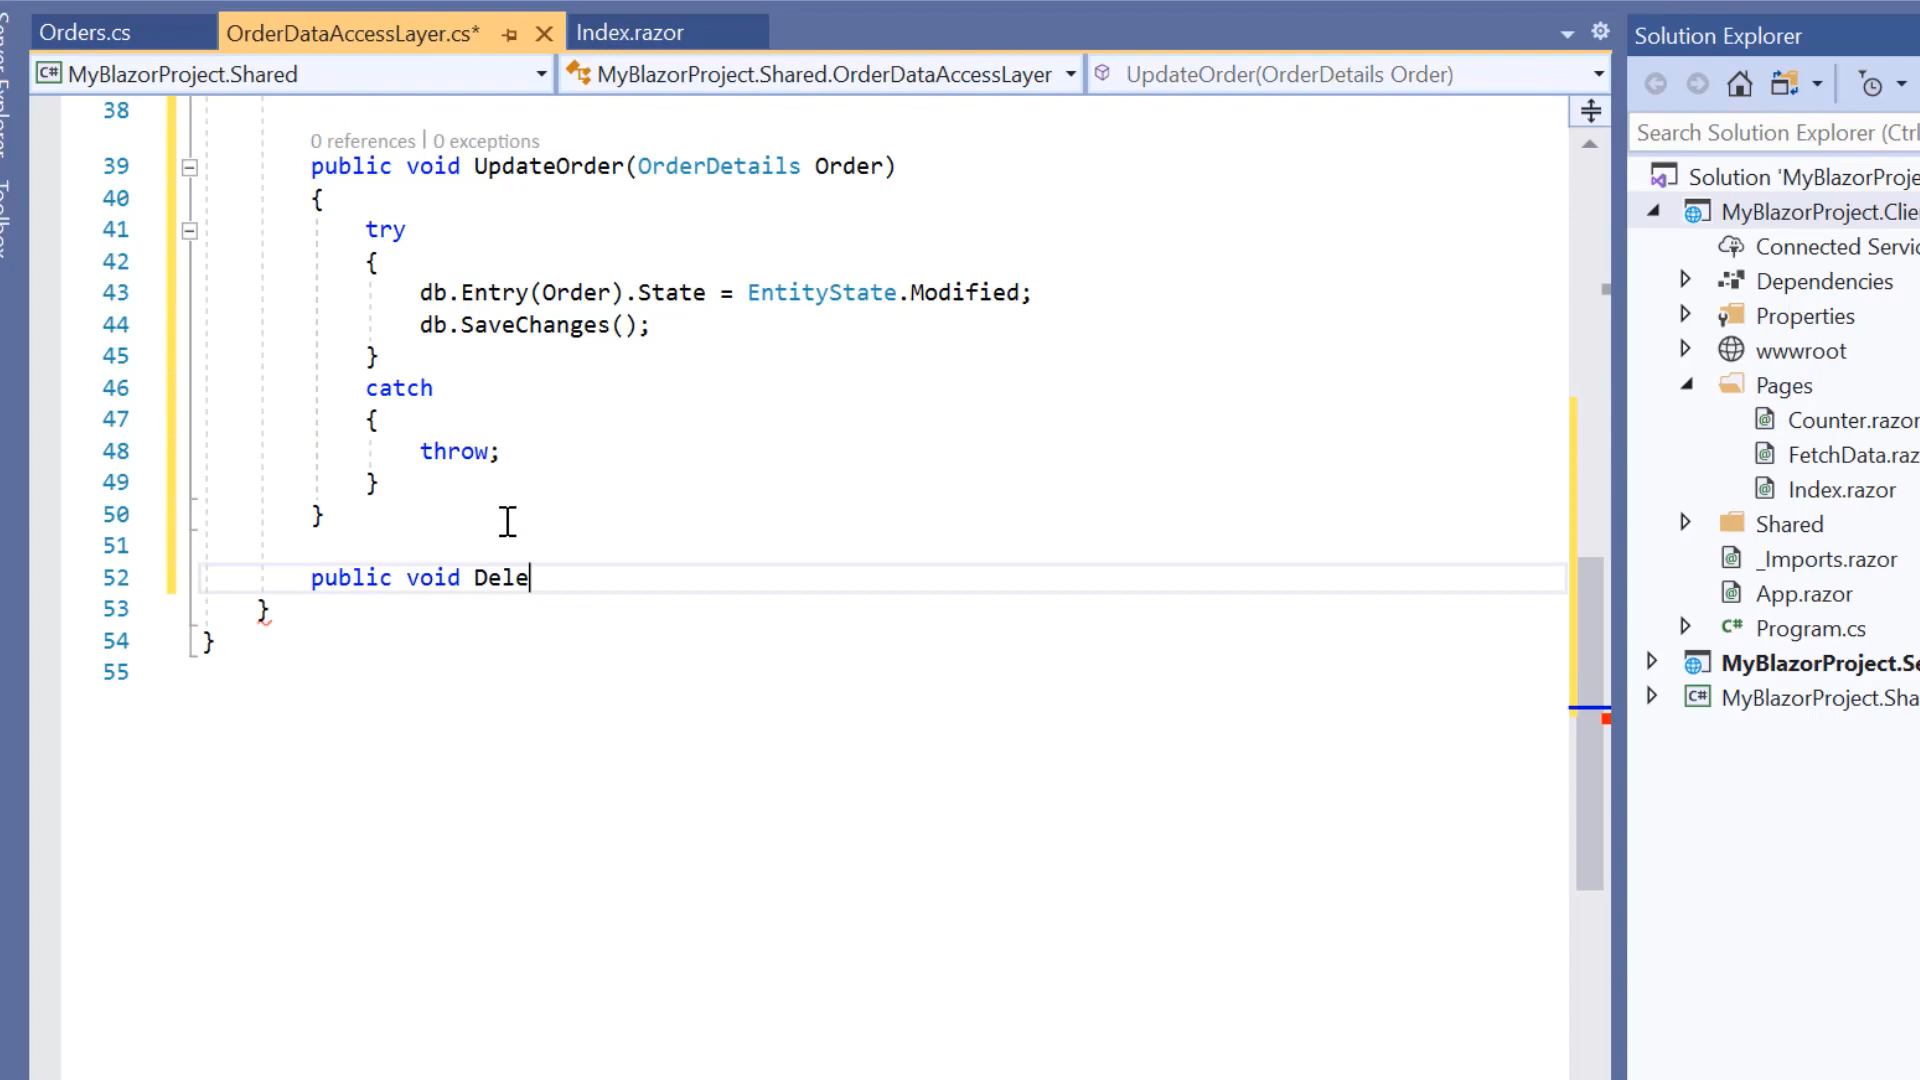 Server Explorer
Toolbox
Orders.cs
OrderDataAccessLayer.cs*
Index.razor
C# MyBlazorProject.Shared
MyBlazorProject.Shared.OrderDataAccessLayer
UpdateOrder(OrderDetails Order)
38
0 references | 0 exceptions
39 public void UpdateOrder(OrderDetails Order)
40 {
41 try
42 {
43 db.Entry(Order).State = EntityState.Modified;
44 db.SaveChanges();
45 }
46 catch
47 {
48 throw;
49 }
50 }
51
52 public void Dele
53 }
54 }
55
Solution Explorer
Search Solution Explorer (Ctrl
Solution 'MyBlazorProje
MyBlazorProject.Clie
Connected Servic
Dependencies
Properties
wwwroot
Pages
Counter.razor
FetchData.raz
Index.razor
Shared
_Imports.razor
App.razor
C# Program.cs
MyBlazorProject.Se
C# MyBlazorProject.Sha